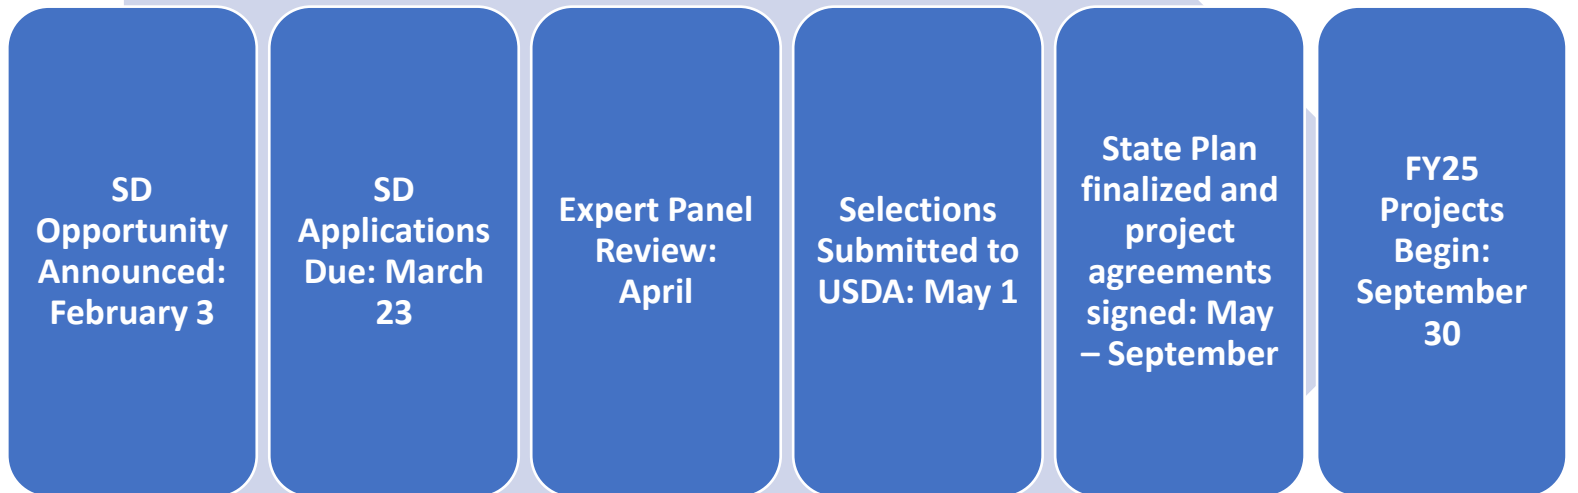 SD
Opportunity
Announced:
February 3
SD
Applications
Due: March
23
Expert Panel
Review:
April
Selections
Submitted to
USDA: May 1
State Plan
finalized and
project
agreements
signed: May
– September
FY25
Projects
Begin:
September
30